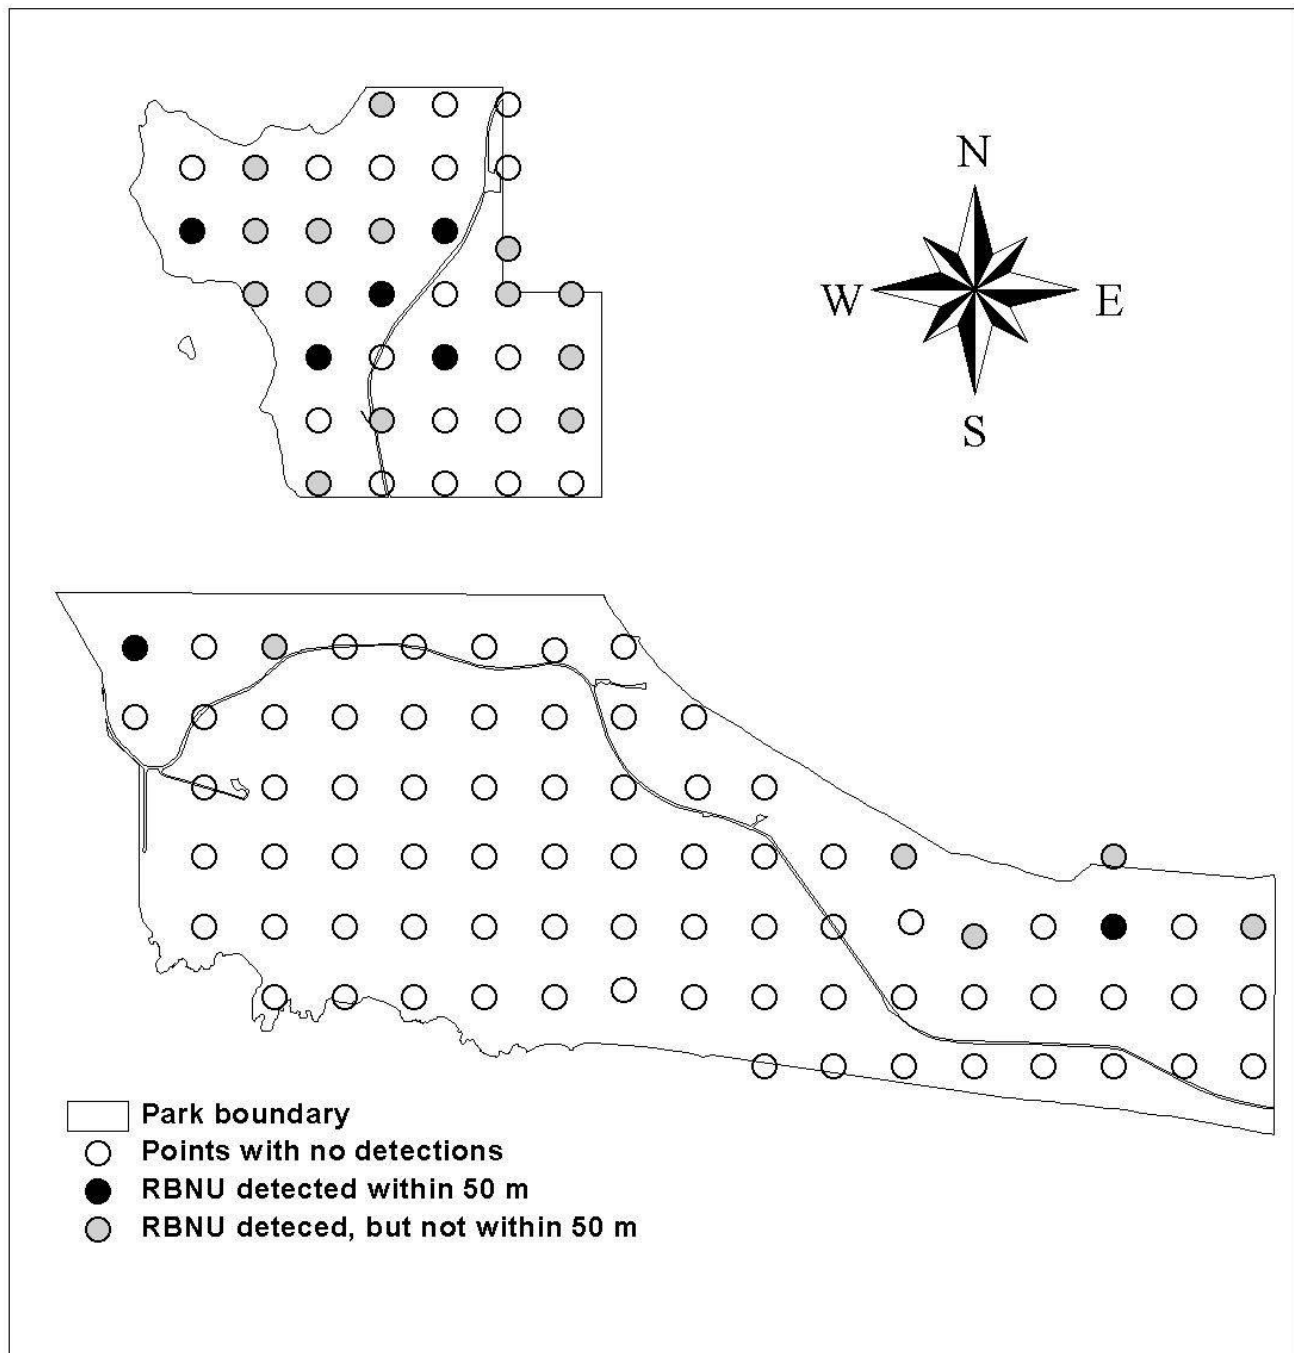 N
W
E
S
Park boundary
Points with no detections
RBNU detected within 50 m
RBNU deteced, but not within 50 m